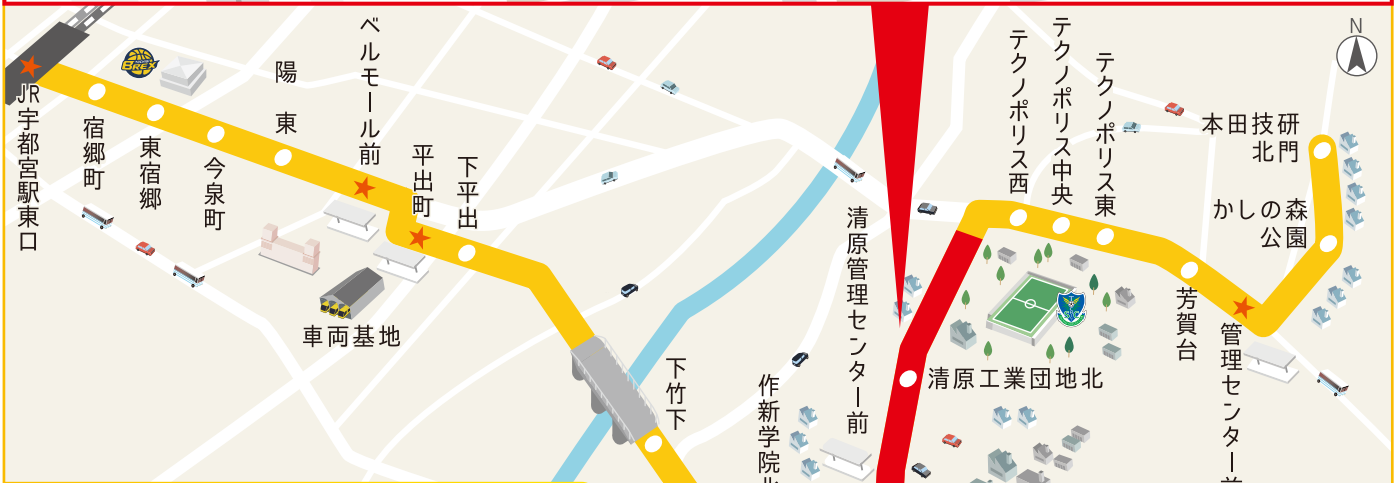 JR宇都宮駅東口
宿郷町
BREX
東宿郷
今泉町
陽東
ベルモール前
平出町
下平出
車両基地
下竹下
作新学院北
清原管理センター前
清原工業団地北
テクノポリス西
テクノポリス中央
テクノポリス東
芳賀台
管理センター前
かしの森
公園
本田技研
北門
N